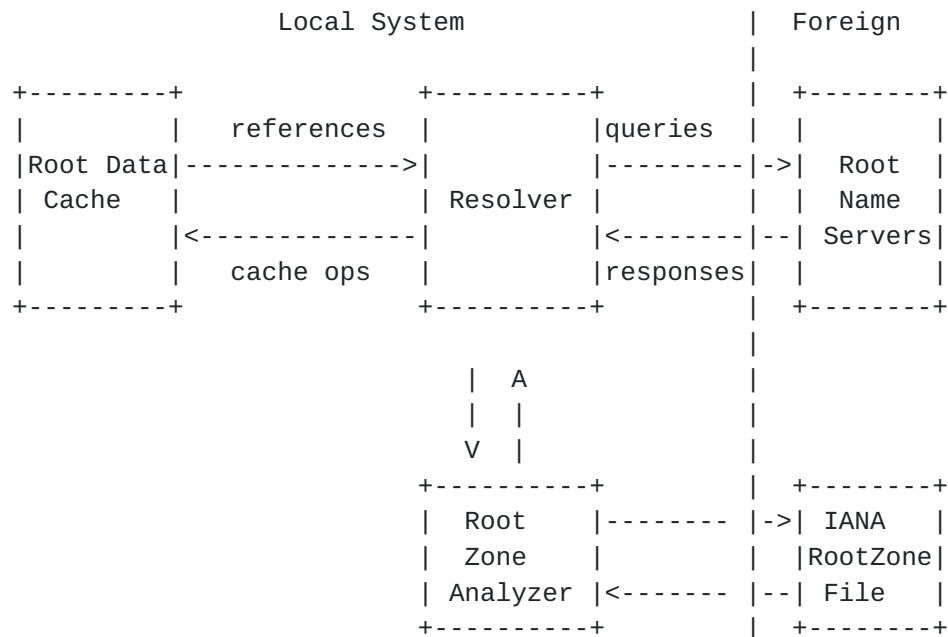 Local System | Foreign
|
+---------+ +----------+ | +--------+
| | references | |queries | | |
|Root Data|-------------->| |---------|->| Root |
| Cache | | Resolver | | | Name |
| |<--------------| |<--------|--| Servers|
| | cache ops | |responses| | |
+---------+ +----------+ | +--------+
|
| A |
| | |
V | |
+----------+ | +--------+
| Root |-------- |->| IANA |
| Zone | | |RootZone|
| Analyzer |<------- |--| File |
+----------+ | +--------+